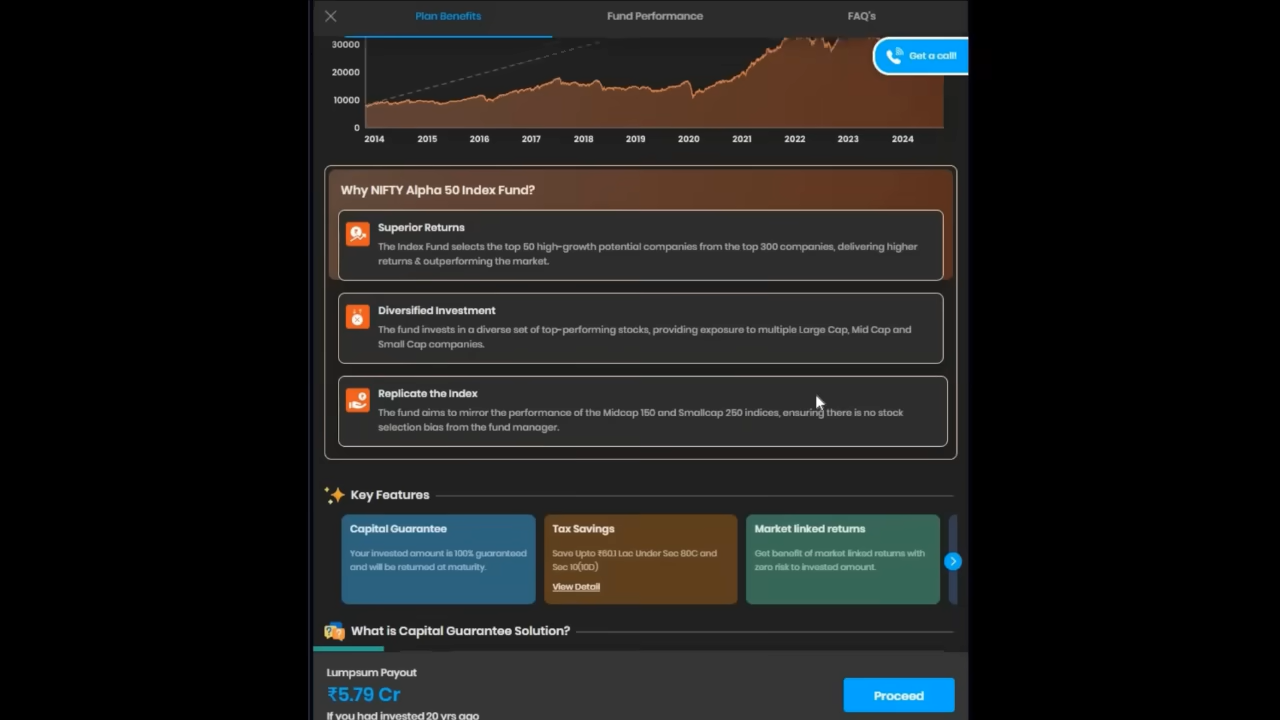 Plan Benefits
Fund Performance
FAQ's
Get a call!
30000
20000
10000
0
2014 2015 2016 2017 2018 2019 2020 2021 2022 2023 2024
Why NIFTY Alpha 50 Index Fund?
Superior Returns
The Index Fund selects the top 50 high-growth potential companies from the top 300 companies, delivering higher
returns & outperforming the market.
Diversified Investment
The fund invests in a diverse set of top-performing stocks, providing exposure to multiple Large Cap, Mid Cap and
Small Cap companies.
Replicate the Index
The fund aims to mirror the performance of the Midcap 150 and Smallcap 250 indices, ensuring there is no stock
selection bias from the fund manager.
Key Features
Capital Guarantee
Your invested amount is 100% guaranteed
and will be returned at maturity.
Tax Savings
Save Upto ₹60.1 Lac Under Sec 80C and
Sec 10(10D)
View Detail
Market linked returns
Get benefit of market linked returns with
zero risk to invested amount.
What is Capital Guarantee Solution?
Lumpsum Payout
₹5.79 Cr
If you had invested 20 yrs ago
Proceed